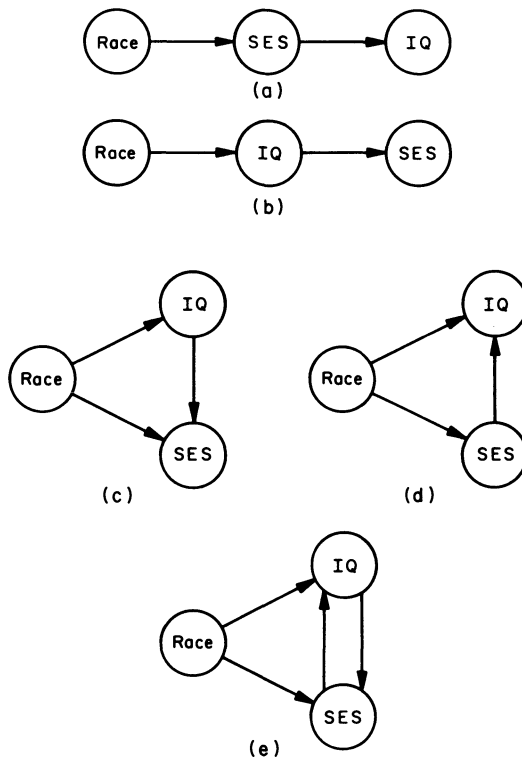 Race SES IQ
(a)
Race IQ SES
(b)
IQ
Race
SES
(c)
IQ
Race
SES
(d)
IQ
Race
SES
(e)